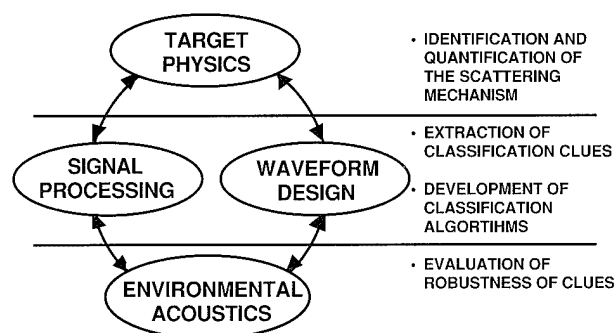 TARGET
PHYSICS
• IDENTIFICATION AND
QUANTIFICATION OF
THE SCATTERING
MECHANISM
SIGNAL
PROCESSING
WAVEFORM
DESIGN
• EXTRACTION OF
CLASSIFICATION CLUES
• DEVELOPMENT OF
CLASSIFICATION
ALGORTIHMS
ENVIRONMENTAL
ACOUSTICS
• EVALUATION OF
ROBUSTNESS OF CLUES